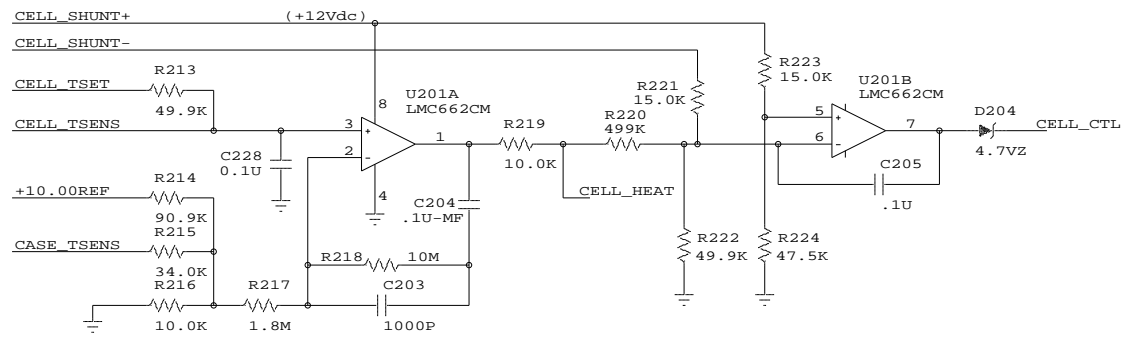 CELL_SHUNT+
(+12Vdc)
CELL_SHUNT-
R213
CELL_TSET
49.9K
CELL_TSENS
C228
0.1U
3
2
+
-
8
4
U201A
LMC662CM
1
R214
+10.00REF
90.9K
R215
CASE_TSENS
34.0K
R216
10.0K
R217
1.8M
R218
10M
C203
1000P
C204
.1U-MF
R219
10.0K
CELL_HEAT
R220
499K
R221
15.0K
R222
49.9K
R223
15.0K
R224
47.5K
5
6
+
-
U201B
LMC662CM
7
C205
.1U
D204
4.7VZ
CELL_CTL